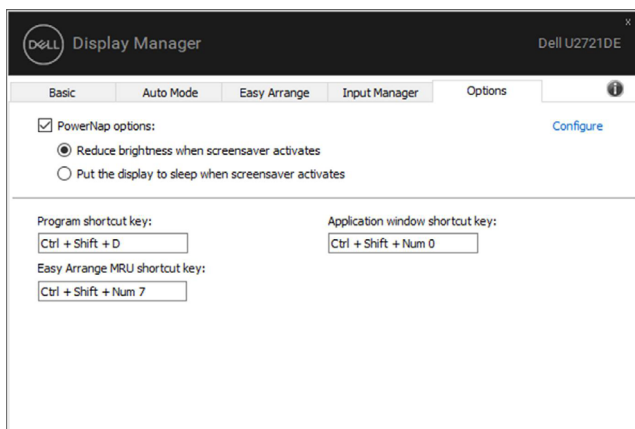 x
DELL Display Manager Dell U2721DE
Basic Auto Mode Easy Arrange Input Manager Options i
PowerNap options: Configure
Reduce brightness when screensaver activates
Put the display to sleep when screensaver activates
Program shortcut key: Application window shortcut key:
Ctrl + Shift + D Ctrl + Shift + Num 0
Easy Arrange MRU shortcut key:
Ctrl + Shift + Num 7